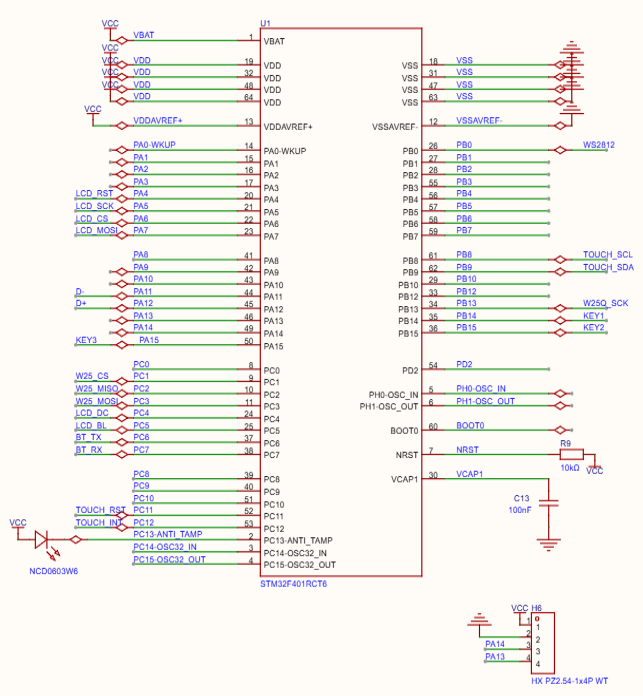 U1
VCC
VBAT 1 VBAT
VCC
VCC VDD 19 VDD VSS 18 VSS
VDD 32 VDD VSS 31 VSS
VCC VDD 48 VDD VSS 47 VSS
VCC VDD 64 VDD VSS 63 VSS
VCC VDDAVREF+ 13 VDDAVREF+ VSSAVREF- 12 VSSAVREF-
PA0-WKUP 14 PA0-WKUP PB0 26 PB0 WS2812
PA1 15 PA1 PB1 27 PB1
PA2 16 PA2 PB2 28 PB2
PA3 17 PA3 PB3 55 PB3
LCD_RST PA4 20 PA4 PB4 56 PB4
LCD_SCK PA5 21 PA5 PB5 57 PB5
LCD_CS PA6 22 PA6 PB6 58 PB6
LCD_MOSI PA7 23 PA7 PB7 59 PB7
PA8 41 PA8 PB8 61 PB8 TOUCH_SCL
PA9 42 PA9 PB9 62 PB9 TOUCH_SDA
PA10 43 PA10 PB10 29 PB10
D- PA11 44 PA11 PB12 33 PB12
D+ PA12 45 PA12 PB13 34 PB13 W25Q_SCK
PA13 46 PA13 PB14 35 PB14 KEY1
PA14 49 PA14 PB15 36 PB15 KEY2
KEY3 PA15 50 PA15
PC0 8 PC0 PD2 54 PD2
W25_CS PC1 9 PC1
W25_MISO PC2 10 PC2 PH0-OSC_IN 5 PH0-OSC_IN
W25_MOSI PC3 11 PC3 PH1-OSC_OUT 6 PH1-OSC_OUT
LCD_DC PC4 24 PC4
LCD_BL PC5 25 PC5 BOOT0 60 BOOT0
BT_TX PC6 37 PC6
BT_RX PC7 38 PC7 NRST 7 NRST R9
10kΩ VCC
PC8 39 PC8 VCAP1 30 VCAP1
PC9 40 PC9
PC10 51 PC10 C13
TOUCH_RST PC11 52 PC11 100nF
TOUCH_INT PC12 53 PC12
VCC PC13-ANTI_TAMP 2 PC13-ANTI_TAMP
PC14-OSC32_IN 3 PC14-OSC32_IN
PC15-OSC32_OUT 4 PC15-OSC32_OUT
NCD0603W6
STM32F401RCT6
VCC H6
1 1
2 2
PA14 3 3
PA13 4 4
HX PZ2.54-1x4P WT